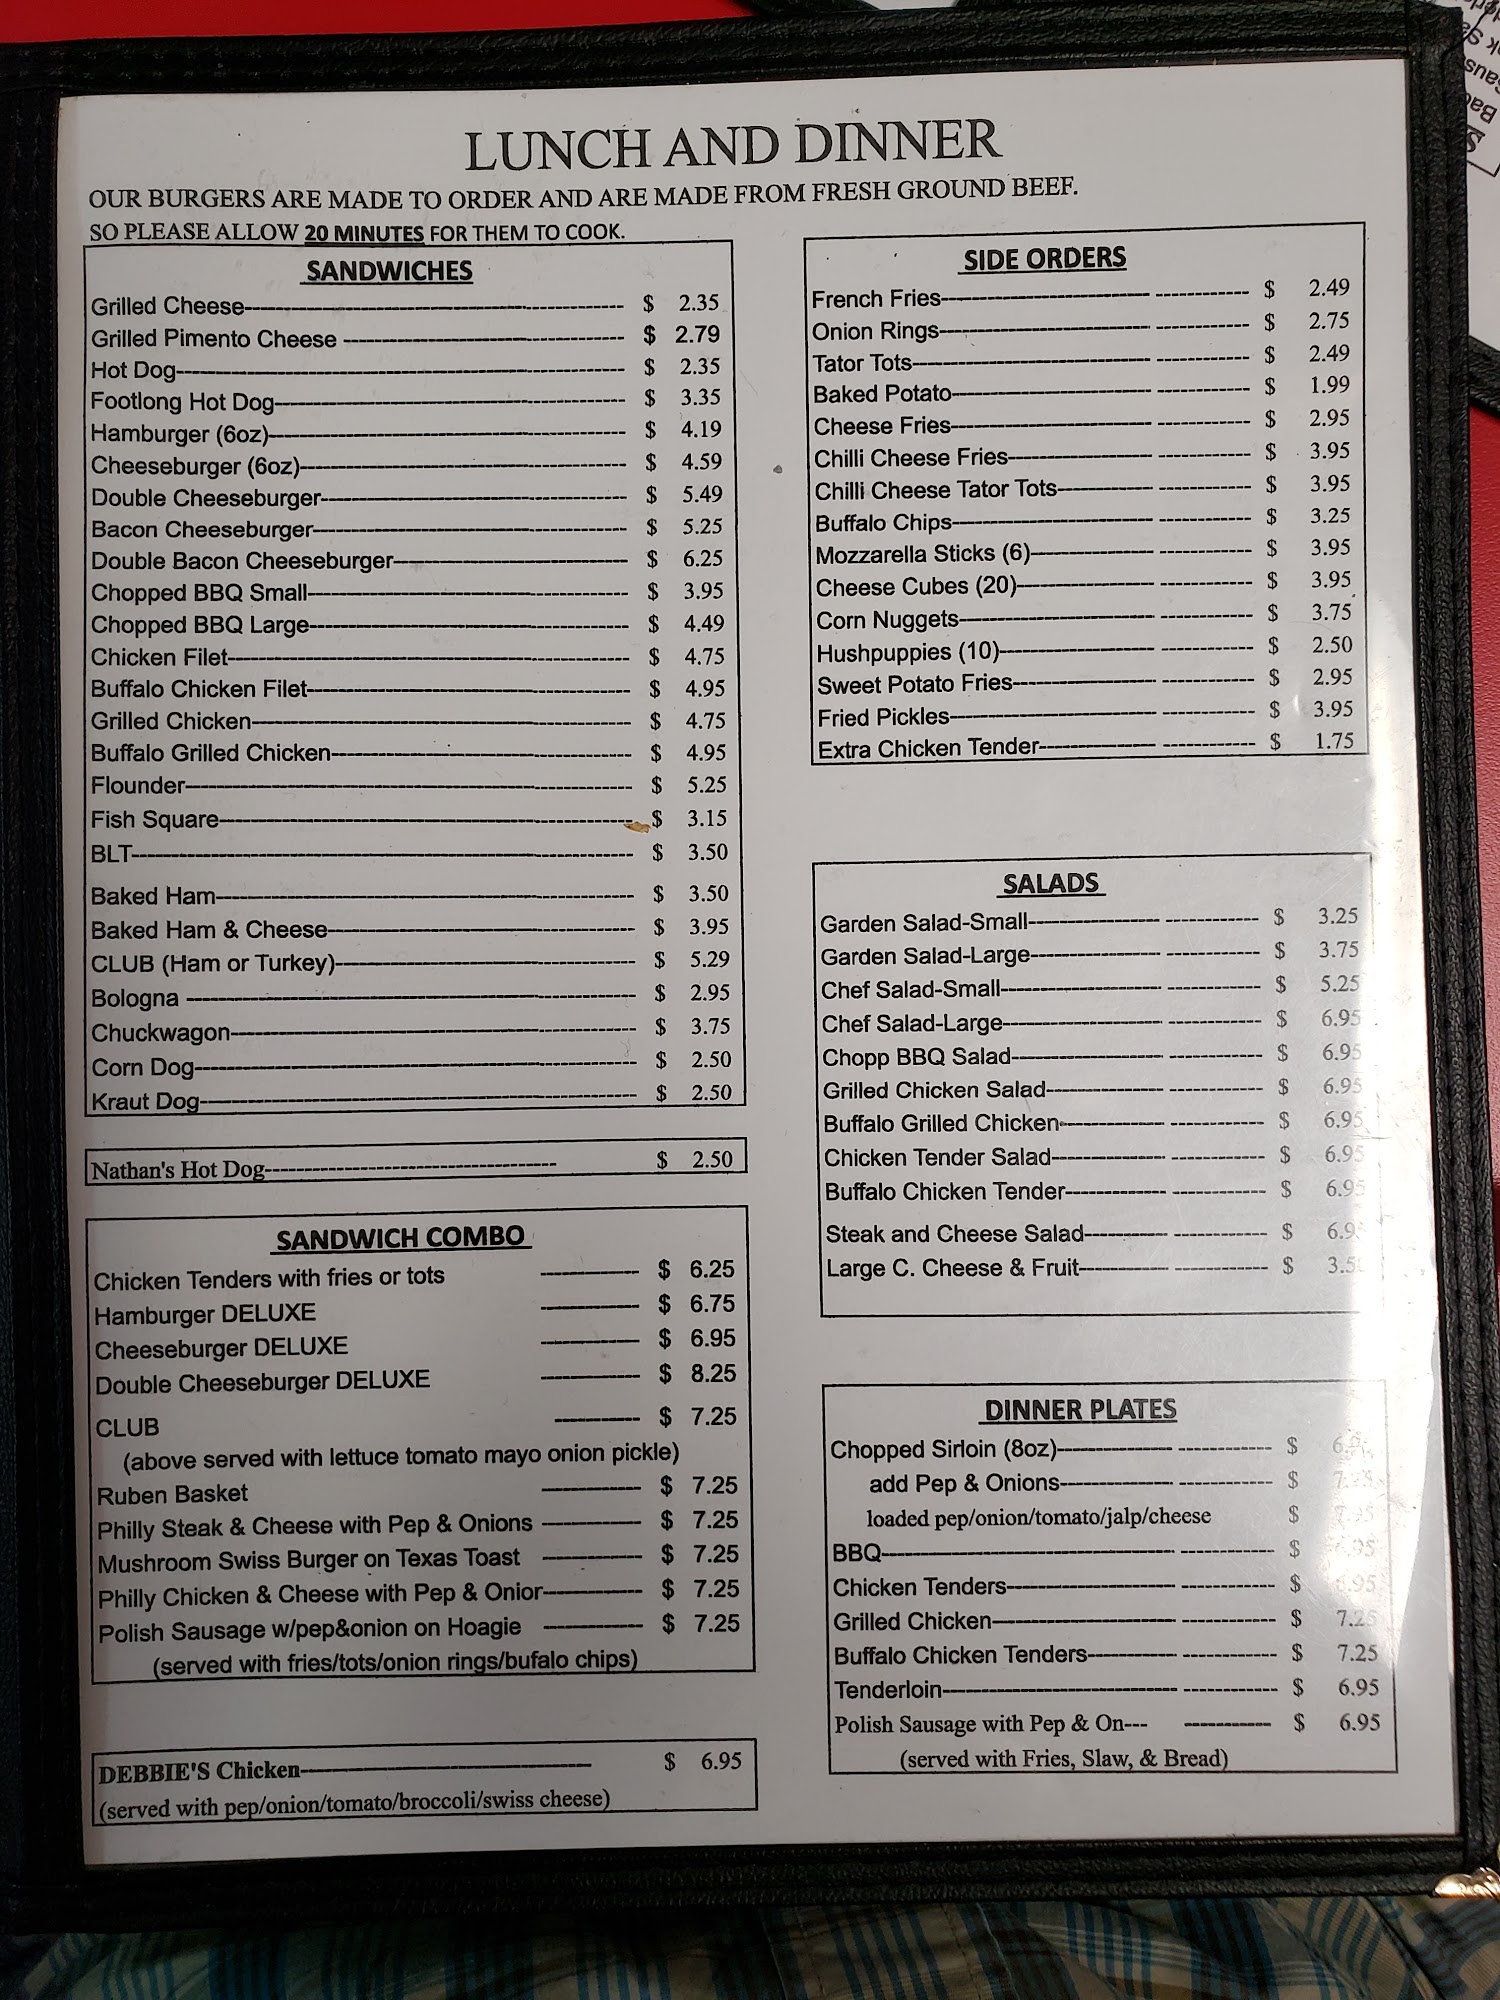 LUNCH AND DINNER
OUR BURGERS ARE MADE TO ORDER AND ARE MADE FROM FRESH GROUND BEEF.
SO PLEASE ALLOW 20 MINUTES FOR THEM TO COOK.
SANDWICHES
Grilled Cheese $ 2.35
Grilled Pimento Cheese $ 2.79
Hot Dog $ 2.35
Footlong Hot Dog $ 3.35
Hamburger (6oz) $ 4.19
Cheeseburger (6oz) $ 4.59
Double Cheeseburger $ 5.49
Bacon Cheeseburger $ 5.25
Double Bacon Cheeseburger $ 6.25
Chopped BBQ Small $ 3.95
Chopped BBQ Large $ 4.49
Chicken Filet $ 4.75
Buffalo Chicken Filet $ 4.95
Grilled Chicken $ 4.75
Buffalo Grilled Chicken $ 4.95
Flounder $ 5.25
Fish Square $ 3.15
BLT $ 3.50
Baked Ham $ 3.50
Baked Ham & Cheese $ 3.95
CLUB (Ham or Turkey) $ 5.29
Bologna $ 2.95
Chuckwagon $ 3.75
Corn Dog $ 2.50
Kraut Dog $ 2.50
Nathan's Hot Dog $ 2.50
SANDWICH COMBO
Chicken Tenders with fries or tots $ 6.25
Hamburger DELUXE $ 6.75
Cheeseburger DELUXE $ 6.95
Double Cheeseburger DELUXE $ 8.25
CLUB $ 7.25
(above served with lettuce tomato mayo onion pickle)
Ruben Basket $ 7.25
Philly Steak & Cheese with Pep & Onions $ 7.25
Mushroom Swiss Burger on Texas Toast $ 7.25
Philly Chicken & Cheese with Pep & Onior $ 7.25
Polish Sausage w/pep&onion on Hoagie $ 7.25
(served with fries/tots/onion rings/bufalo chips)
DEBBIE'S Chicken $ 6.95
(served with pep/onion/tomato/broccoli/swiss cheese)
SIDE ORDERS
French Fries $ 2.49
Onion Rings $ 2.75
Tator Tots $ 2.49
Baked Potato $ 1.99
Cheese Fries $ 2.95
Chilli Cheese Fries $ 3.95
Chilli Cheese Tator Tots $ 3.95
Buffalo Chips $ 3.25
Mozzarella Sticks (6) $ 3.95
Cheese Cubes (20) $ 3.95
Corn Nuggets $ 3.75
Hushpuppies (10) $ 2.50
Sweet Potato Fries $ 2.95
Fried Pickles $ 3.95
Extra Chicken Tender $ 1.75
SALADS
Garden Salad-Small $ 3.25
Garden Salad-Large $ 3.75
Chef Salad-Small $ 5.25
Chef Salad-Large $ 6.95
Chopp BBQ Salad $ 6.95
Grilled Chicken Salad $ 6.95
Buffalo Grilled Chicken $ 6.95
Chicken Tender Salad $ 6.95
Buffalo Chicken Tender $ 6.95
Steak and Cheese Salad $
Large C. Cheese & Fruit $
DINNER PLATES
Chopped Sirloin (8oz) $
add Pep & Onions $
loaded pep/onion/tomato/jalp/cheese $
BBQ $
Chicken Tenders $
Grilled Chicken $ 7.25
Buffalo Chicken Tenders $ 7.25
Tenderloin $ 6.95
Polish Sausage with Pep & On--- $ 6.95
(served with Fries, Slaw, & Bread)